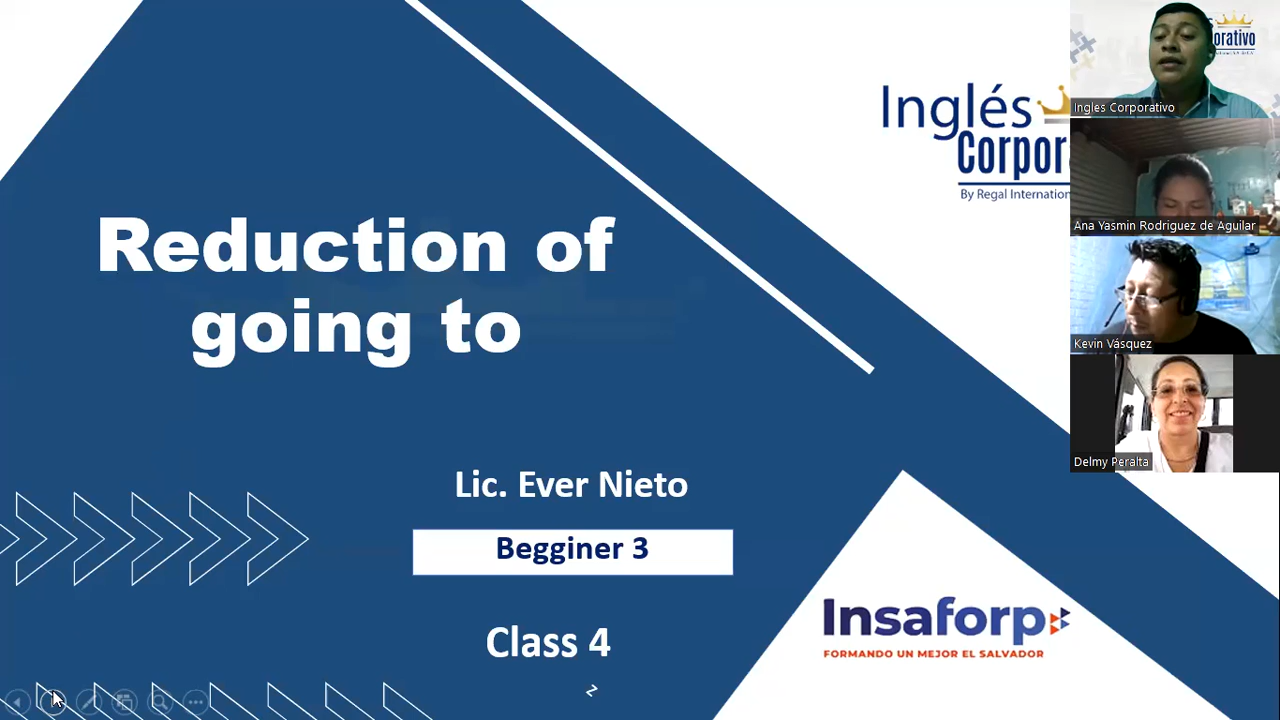 Reduction of
going to
Lic. Ever Nieto
Begginer 3
Class 4
z
Inglés
Corpor
By Regal Internation
Insaforp
FORMANDO UN MEJOR EL SALVADOR
orativo
Ingles Corporativo
Ana Yasmin Rodriguez de Aguilar
Kevin Vásquez
Delmy Peralta